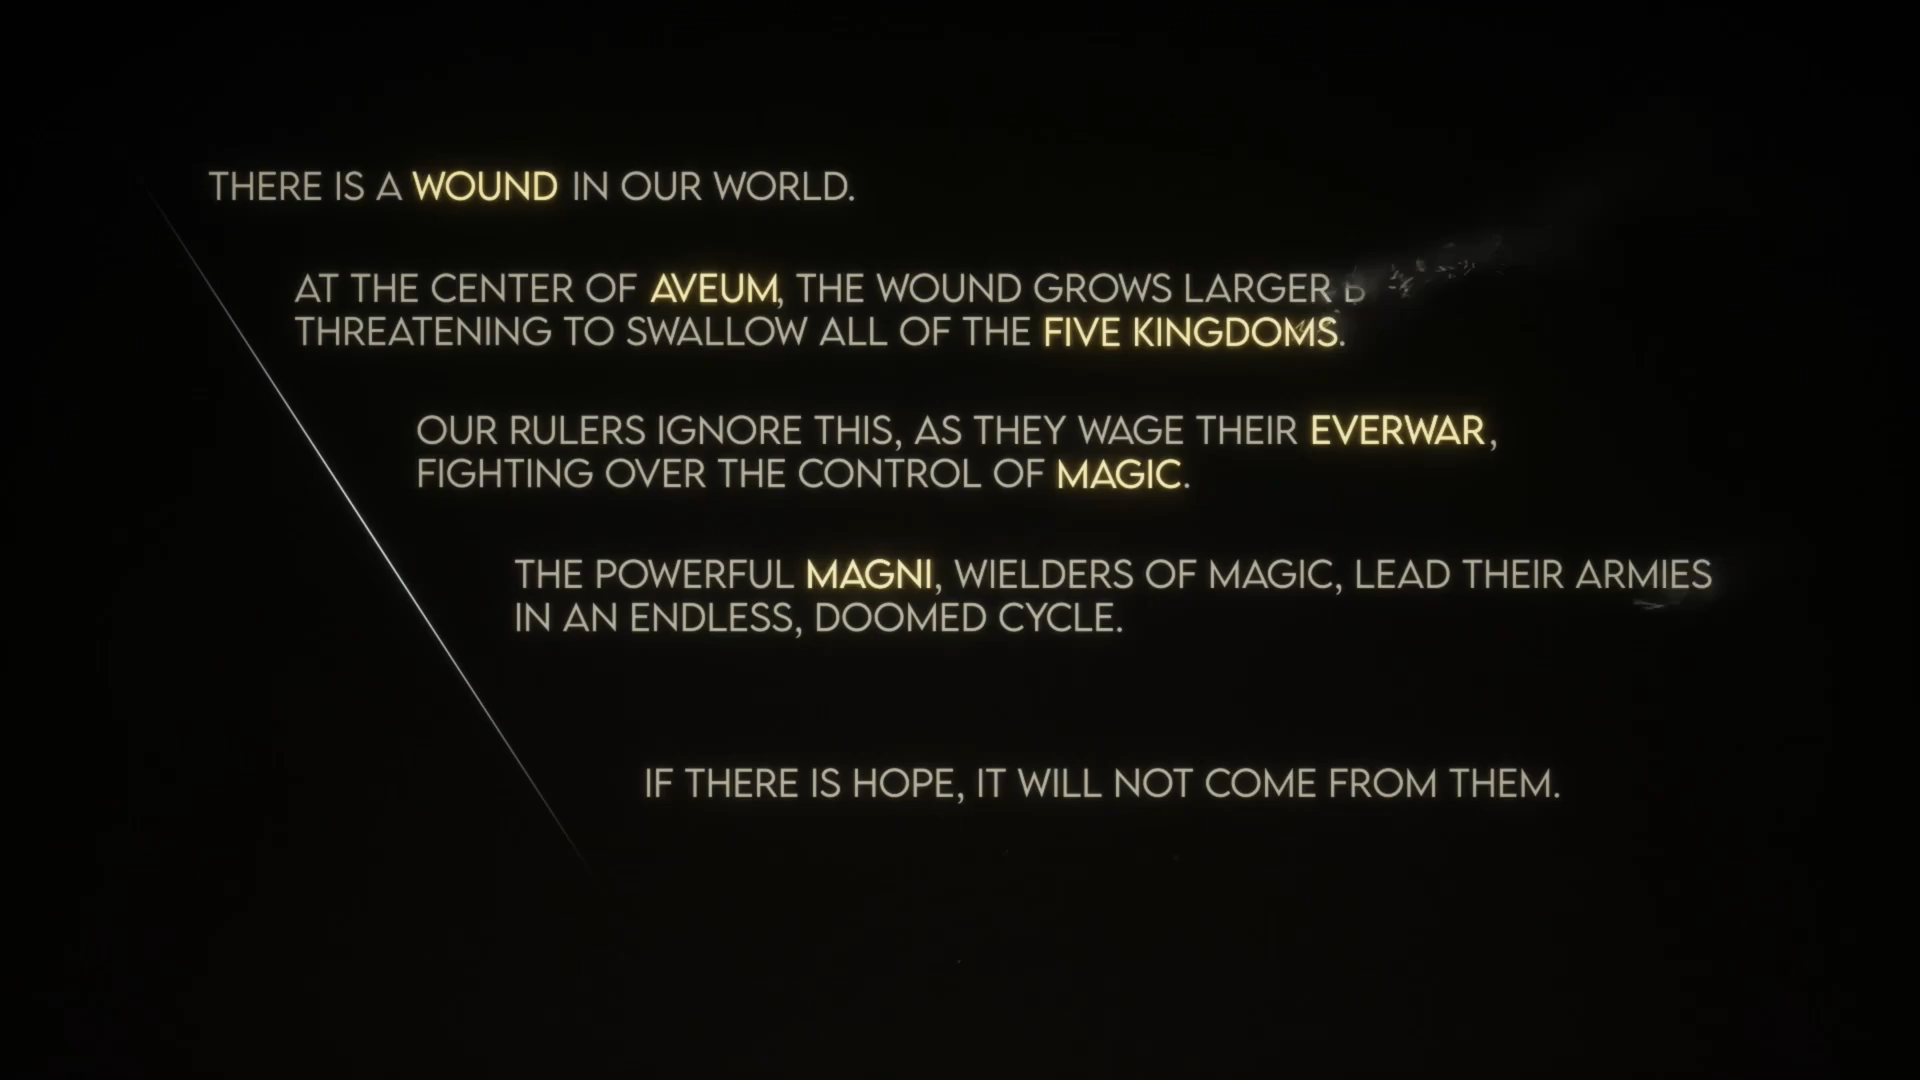 THERE IS A WOUND IN OUR WORLD.
AT THE CENTER OF AVEUM, THE WOUND GROWS LARGER
THREATENING TO SWALLOW ALL OF THE FIVE KINGDOMS.
OUR RULERS IGNORE THIS, AS THEY WAGE THEIR EVERWAR,
FIGHTING OVER THE CONTROL OF MAGIC.
THE POWERFUL MAGNI, WIELDERS OF MAGIC, LEAD THEIR ARMIES
IN AN ENDLESS, DOOMED CYCLE.
IF THERE IS HOPE, IT WILL NOT COME FROM THEM.